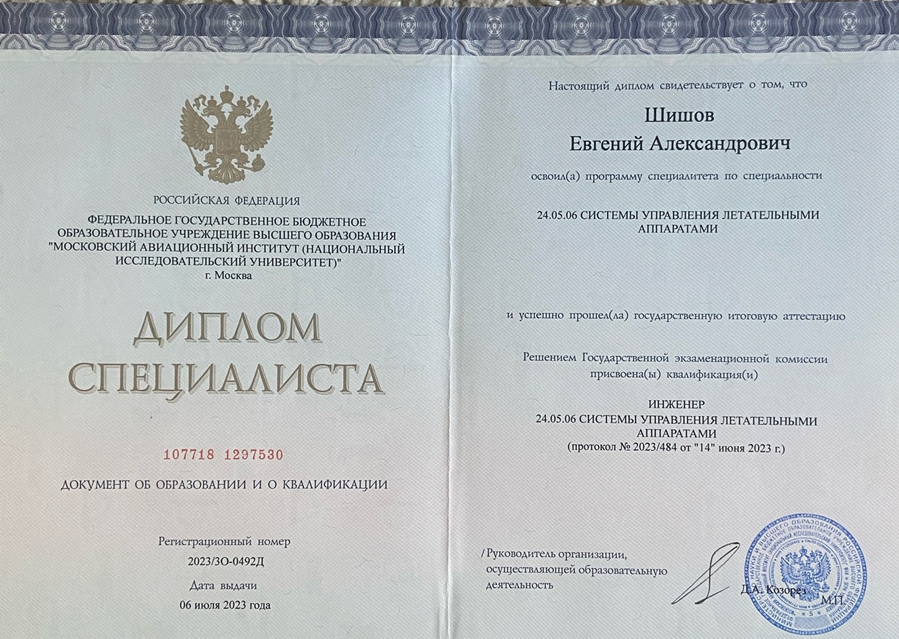 РОССИЙСКАЯ ФЕДЕРАЦИЯ
ФЕДЕРАЛЬНОЕ ГОСУДАРСТВЕННОЕ БЮДЖЕТНОЕ
ОБРАЗОВАТЕЛЬНОЕ УЧРЕЖДЕНИЕ ВЫСШЕГО ОБРАЗОВАНИЯ
"МОСКОВСКИЙ АВИАЦИОННЫЙ ИНСТИТУТ (НАЦИОНАЛЬНЫЙ
ИССЛЕДОВАТЕЛЬСКИЙ УНИВЕРСИТЕТ)"
г. Москва
ДИПЛОМ
СПЕЦИАЛИСТА
107718 1297530
ДОКУМЕНТ ОБ ОБРАЗОВАНИИ И О КВАЛИФИКАЦИИ
Регистрационный номер
2023/ЗО-0492Д
Дата выдачи
06 июля 2023 года
Настоящий диплом свидетельствует о том, что
Шишов
Евгений Александрович
освоил(а) программу специалитета по специальности
24.05.06 СИСТЕМЫ УПРАВЛЕНИЯ ЛЕТАТЕЛЬНЫМИ
АППАРАТАМИ
и успешно прошел(ла) государственную итоговую аттестацию
Решением Государственной экзаменационной комиссии
присвоена(ы) квалификация(и)
ИНЖЕНЕР
24.05.06 СИСТЕМЫ УПРАВЛЕНИЯ ЛЕТАТЕЛЬНЫМИ
АППАРАТАМИ
(протокол № 2023/484 от "14" июня 2023 г.)
/Руководитель организации,
осуществляющей образовательную
деятельность
Д.А. Козорез
М.П.